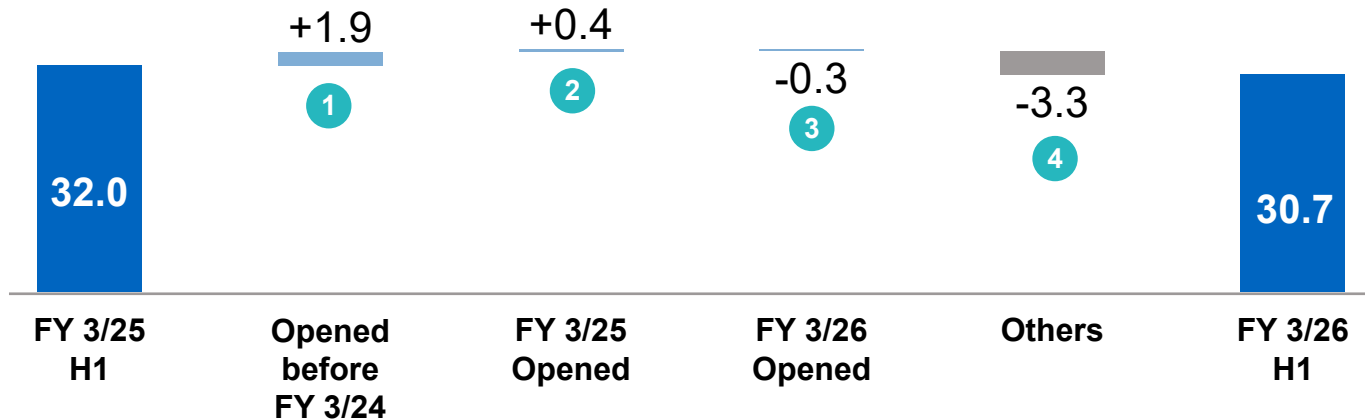 +1.9
+0.4
-0.3
-3.3
1
2
3
4
32.0
30.7
FY 3/25
H1
Opened
before
FY 3/24
FY 3/25
Opened
FY 3/26
Opened
Others
FY 3/26
H1